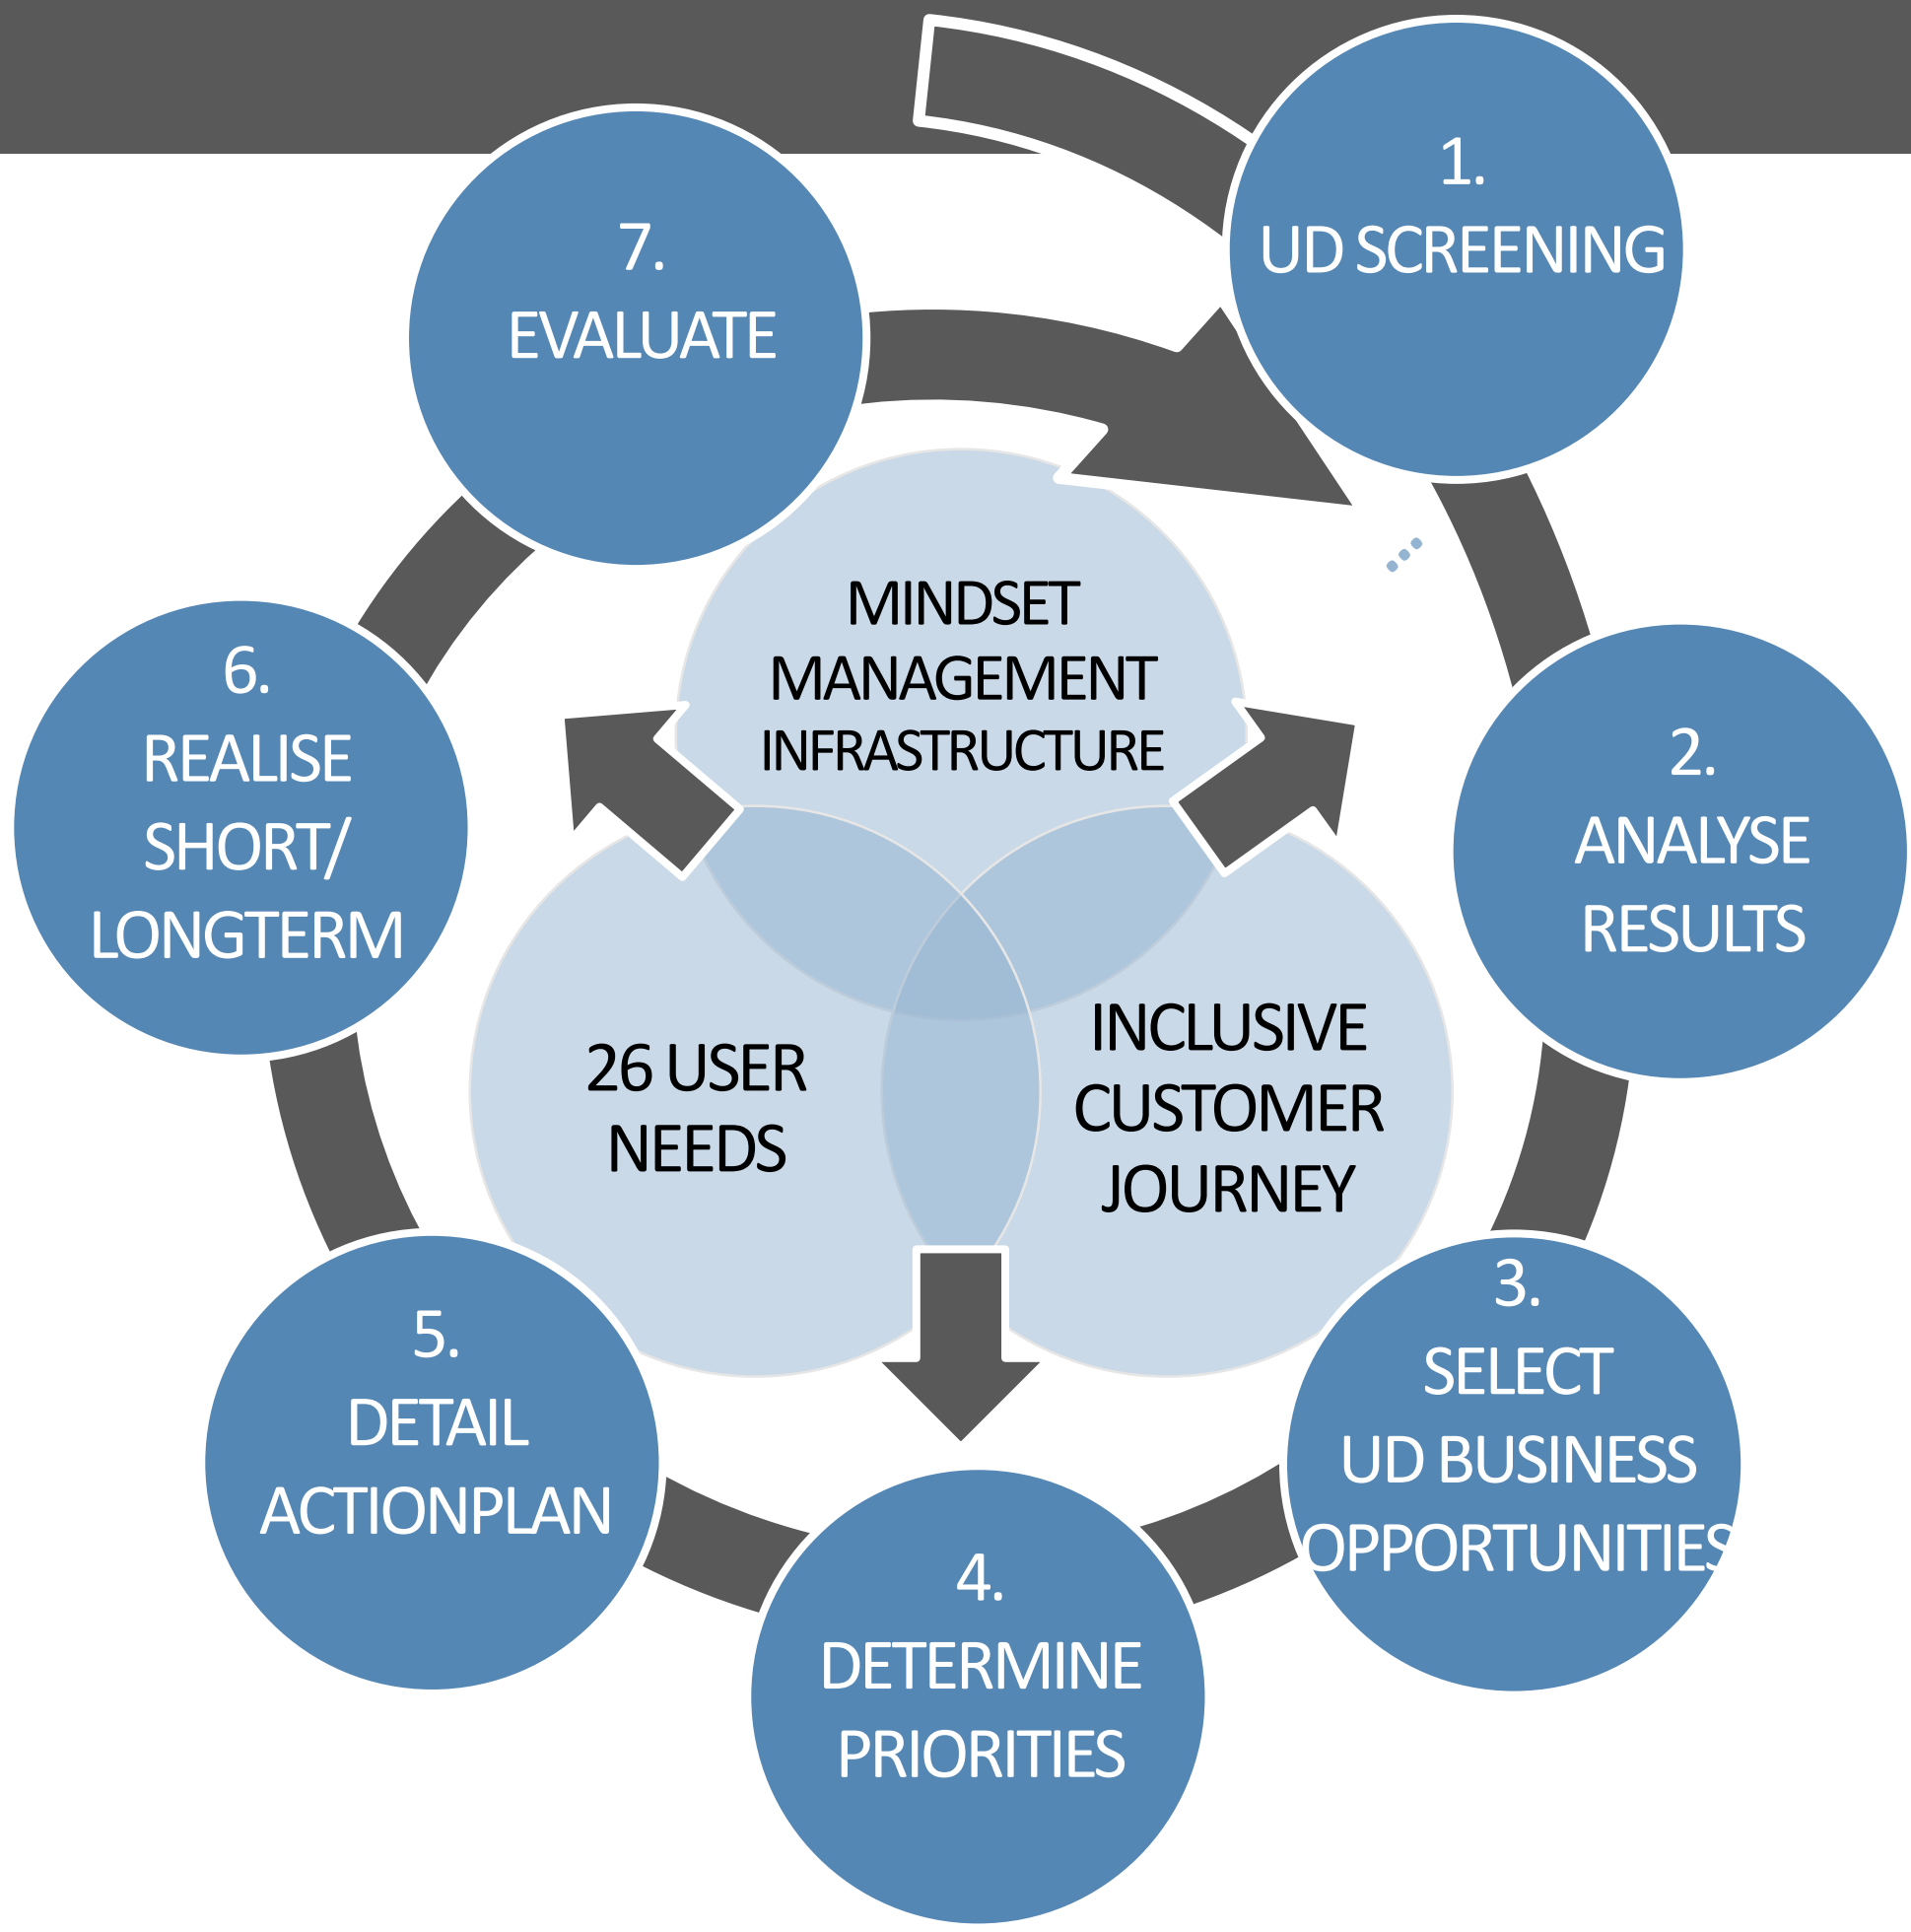 1.
UD SCREENING
2.
ANALYSE
RESULTS
3.
SELECT
UD BUSINESS
OPPORTUNITIES
4.
DETERMINE
PRIORITIES
5.
DETAIL
ACTIONPLAN
6.
REALISE
SHORT/
LONGTERM
7.
EVALUATE
MINDSET
MANAGEMENT
INFRASTRUCTURE
26 USER
NEEDS
INCLUSIVE
CUSTOMER
JOURNEY